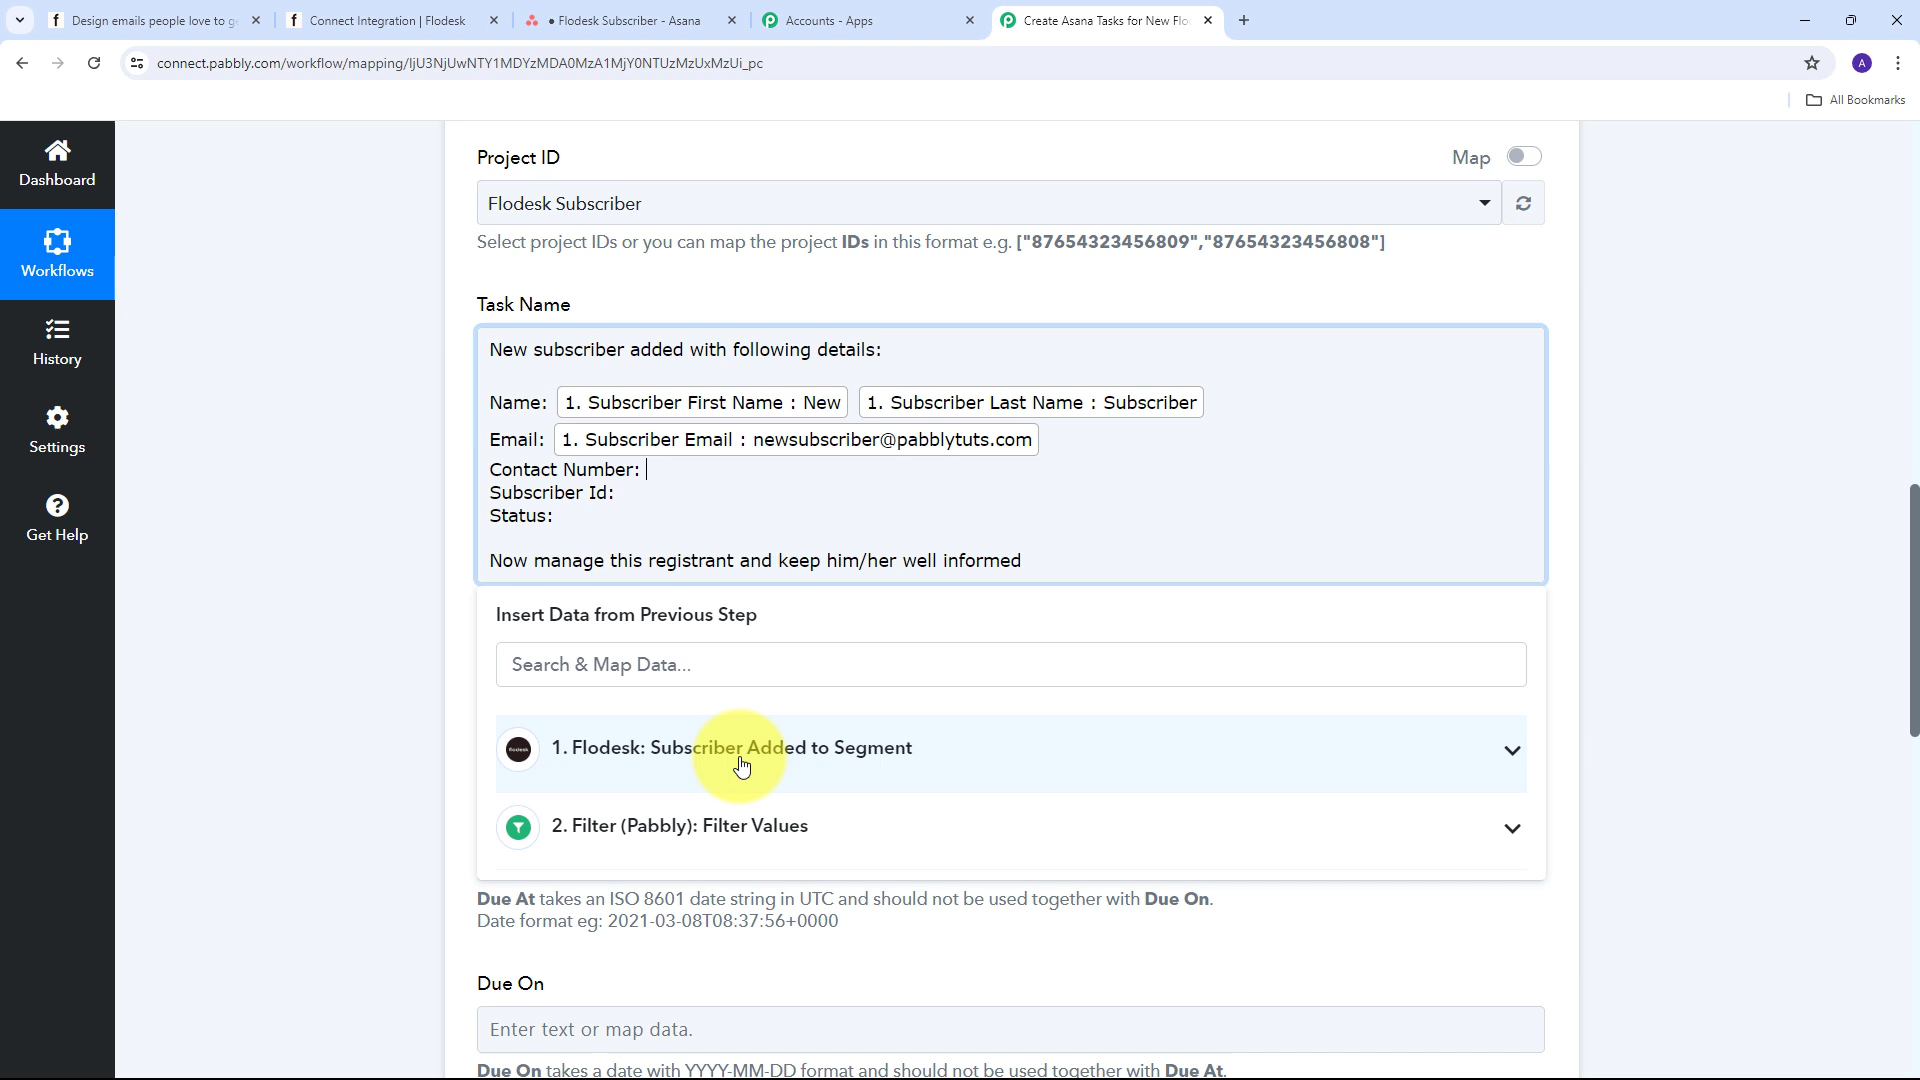 Design emails people love to g
Connect Integration | Flodesk
● Flodesk Subscriber - Asana
Accounts - Apps
Create Asana Tasks for New Flo
connect.pabbly.com/workflow/mapping/IjU3NjUwNTY1MDYzMDA0MzA1MjY0NTUzMzUxMzUi_pc
A
All Bookmarks
Dashboard
Workflows
History
Settings
Get Help
Project ID
Map
Flodesk Subscriber
Select project IDs or you can map the project IDs in this format e.g. ["87654323456809","87654323456808"]
Task Name
New subscriber added with following details:
Name: 1. Subscriber First Name : New 1. Subscriber Last Name : Subscriber
Email: 1. Subscriber Email : newsubscriber@pabblytuts.com
Contact Number:
Subscriber Id:
Status:
Now manage this registrant and keep him/her well informed
Insert Data from Previous Step
Search & Map Data...
1. Flodesk: Subscriber Added to Segment
2. Filter (Pabbly): Filter Values
Due At takes an ISO 8601 date string in UTC and should not be used together with Due On.
Date format eg: 2021-03-08T08:37:56+0000
Due On
Enter text or map data.
Due On takes a date with YYYY-MM-DD format and should not be used together with Due At.